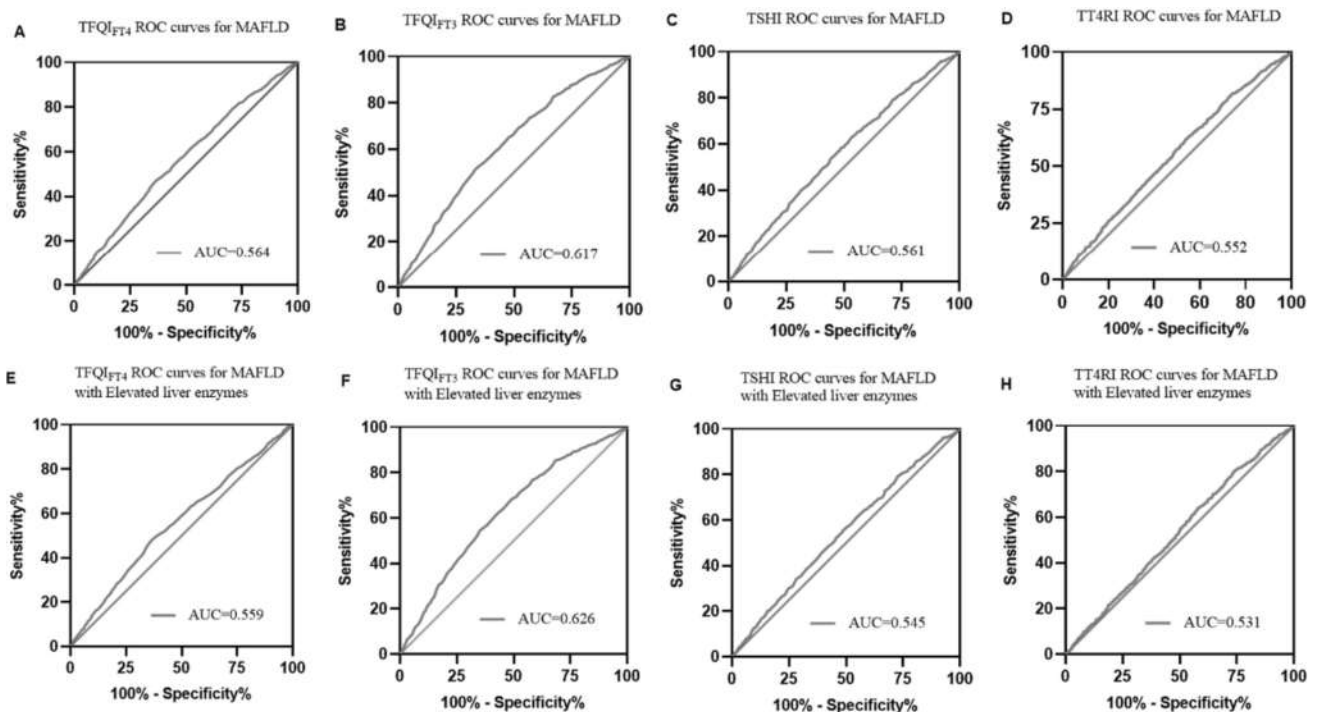 A
TFQIFT4 ROC curves for MAFLD
100
80
60
40
20
0
Sensitivity%
0 25 50 75 100
100% - Specificity%
AUC=0.564
B
TFQIFT3 ROC curves for MAFLD
100
80
60
40
20
0
Sensitivity%
0 25 50 75 100
100% - Specificity%
AUC=0.617
C
TSHI ROC curves for MAFLD
100
80
60
40
20
0
Sensitivity%
0 25 50 75 100
100% - Specificity%
AUC=0.561
D
TT4RI ROC curves for MAFLD
100
75
50
25
0
Sensitivity%
0 20 40 60 80 100
100% - Specificity%
AUC=0.552
E
TFQIFT4 ROC curves for MAFLD
with Elevated liver enzymes
100
80
60
40
20
0
Sensitivity%
0 25 50 75 100
100% - Specificity%
AUC=0.559
F
TFQIFT3 ROC curves for MAFLD
with Elevated liver enzymes
100
80
60
40
20
0
Sensitivity%
0 25 50 75 100
100% - Specificity%
AUC=0.626
G
TSHI ROC curves for MAFLD
with Elevated liver enzymes
100
80
60
40
20
0
Sensitivity%
0 25 50 75 100
100% - Specificity%
AUC=0.545
H
TT4RI ROC curves for MAFLD
with Elevated liver enzymes
100
80
60
40
20
0
Sensitivity%
0 25 50 75 100
100% - Specificity%
AUC=0.531